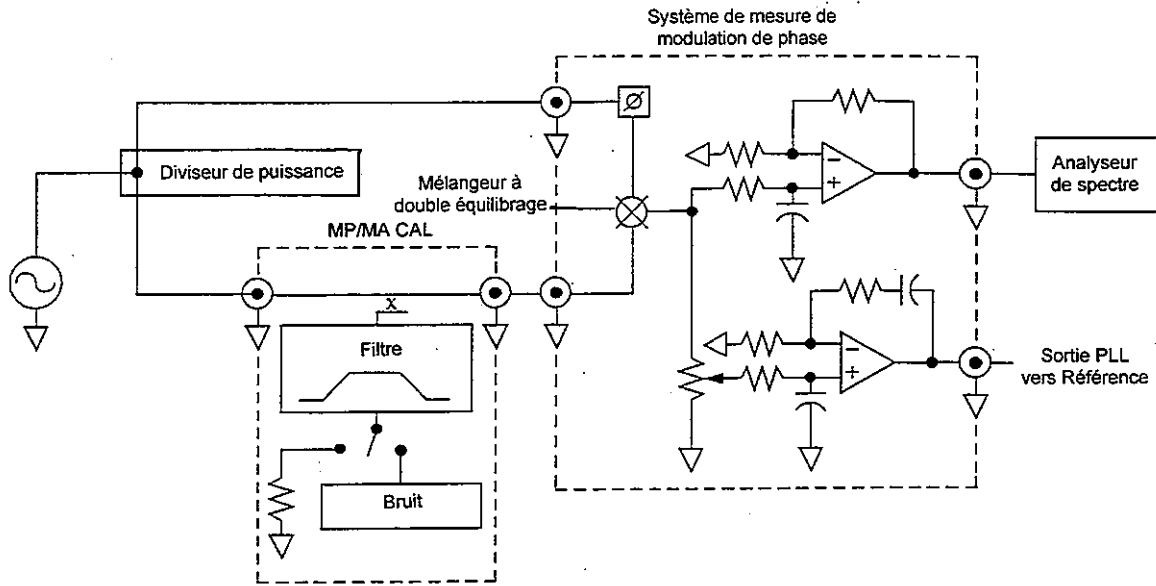 Système de mesure de
modulation de phase
Diviseur de puissance
Mélangeur à
double équilibrage
MP/MA CAL
Analyseur
de spectre
x
Filtre
Bruit
Sortie PLL
vers Référence
ø
−
+
−
+